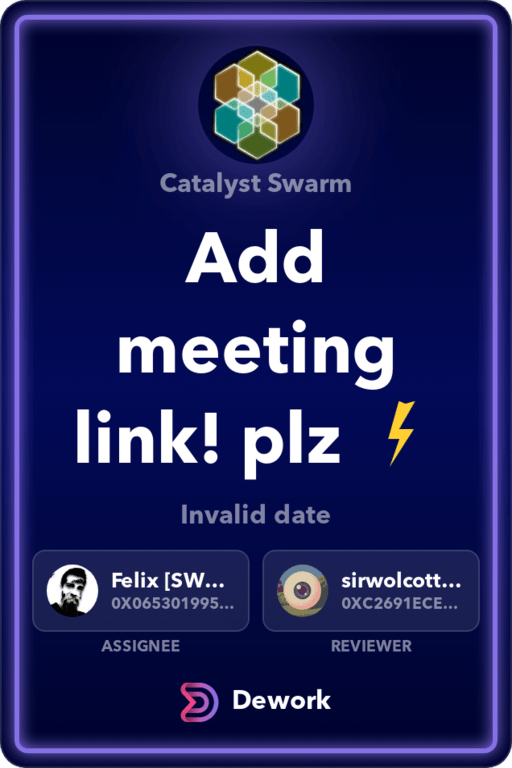 Catalyst Swarm
Add
meeting
link! plz ⚡
Invalid date
Felix [SW...
0X065301995...
ASSIGNEE
sirwolcott...
0XC2691ECE...
REVIEWER
Dework